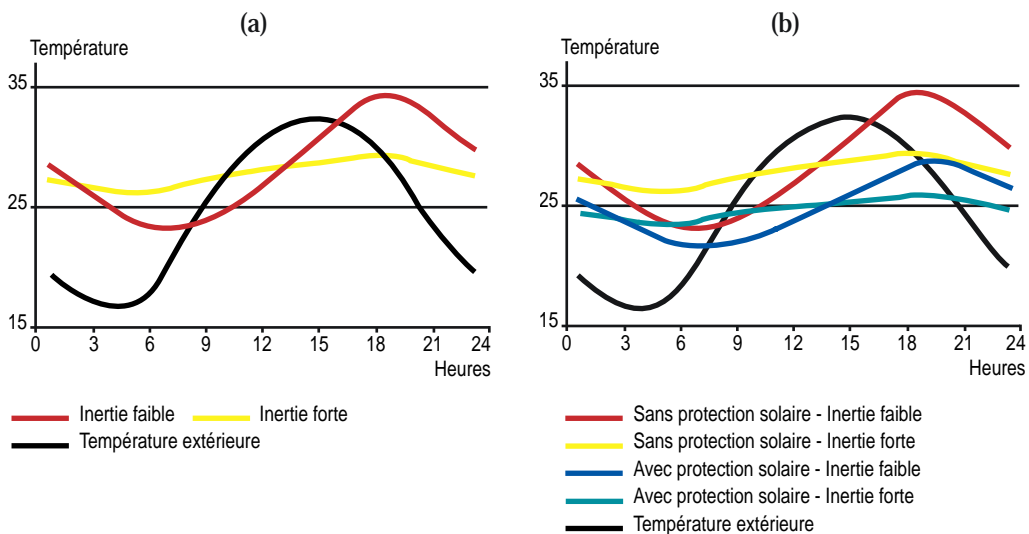 (a)
Température
35
25
15
0 3 6 9 12 15 18 21 24
Heures
Inertie faible Inertie forte
Température extérieure
(b)
Température
35
25
15
0 3 6 9 12 15 18 21 24
Heures
Sans protection solaire - Inertie faible
Sans protection solaire - Inertie forte
Avec protection solaire - Inertie faible
Avec protection solaire - Inertie forte
Température extérieure